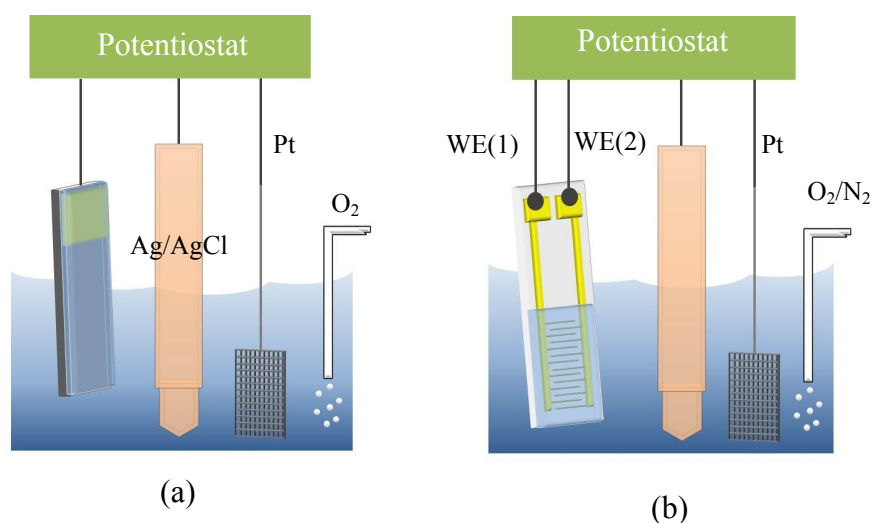 Potentiostat
Pt
O₂
Ag/AgCl
(a)
Potentiostat
WE(1)
WE(2)
Pt
O₂/N₂
(b)